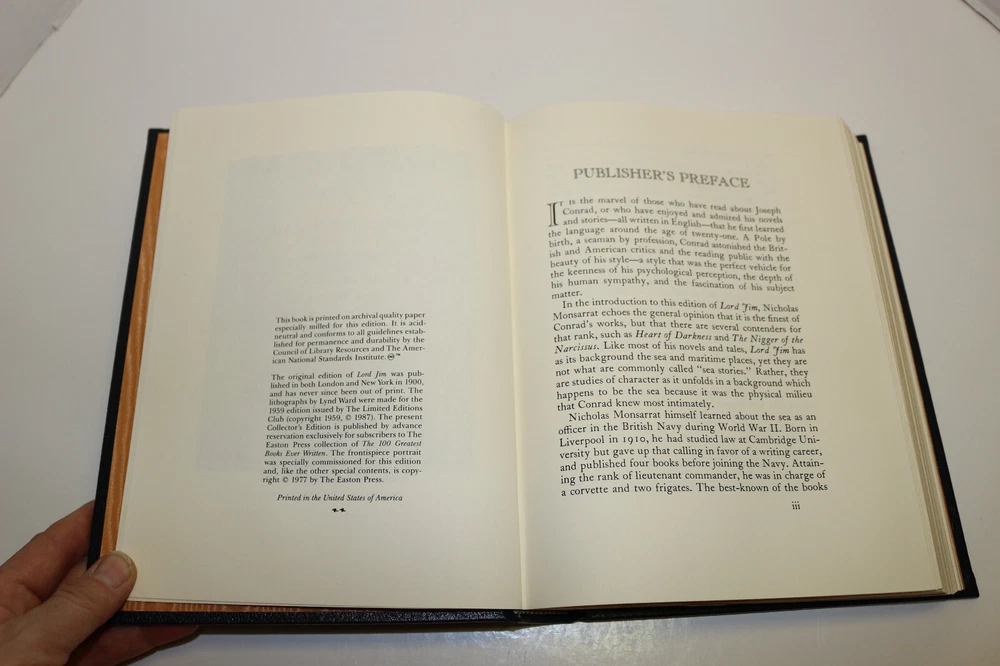 This book is printed on archival quality paper
especially milled for this edition. It is acid-
neutral and conforms to all guidelines estab-
lished for permanence and durability by the
Council of Library Resources and The Amer-
ican National Standards Institute. ♾™
The original edition of Lord Jim was pub-
lished in both London and New York in 1900,
and has never since been out of print. The
lithographs by Lynd Ward were made for the
1959 edition issued by The Limited Editions
Club (copyright 1959, © 1987). The present
Collector's Edition is published by advance
reservation exclusively for subscribers to The
Easton Press collection of The 100 Greatest
Books Ever Written. The frontispiece portrait
was specially commissioned for this edition
and, like the other special contents, is copy-
right © 1977 by The Easton Press.
Printed in the United States of America
PUBLISHER'S PREFACE
IT is the marvel of those who have read about Joseph
Conrad, or who have enjoyed and admired his novels
and stories—all written in English—that he first learned
the language around the age of twenty-one. A Pole by
birth, a seaman by profession, Conrad astonished the Brit-
ish and American critics and the reading public with the
beauty of his style—a style that was the perfect vehicle for
the keenness of his psychological perception, the depth of
his human sympathy, and the fascination of his subject
matter.
In the introduction to this edition of Lord Jim, Nicholas
Monsarrat echoes the general opinion that it is the finest of
Conrad's works, but that there are several contenders for
that rank, such as Heart of Darkness and The Nigger of the
Narcissus. Like most of his novels and tales, Lord Jim has
as its background the sea and maritime places, yet they are
not what are commonly called "sea stories." Rather, they
are studies of character as it unfolds in a background which
happens to be the sea because it was the physical milieu
that Conrad knew most intimately.
Nicholas Monsarrat himself learned about the sea as an
officer in the British Navy during World War II. Born in
Liverpool in 1910, he had studied law at Cambridge Uni-
versity but gave up that calling in favor of a writing career,
and published four books before joining the Navy. Attain-
ing the rank of lieutenant commander, he was in charge of
a corvette and two frigates. The best-known of the books
iii